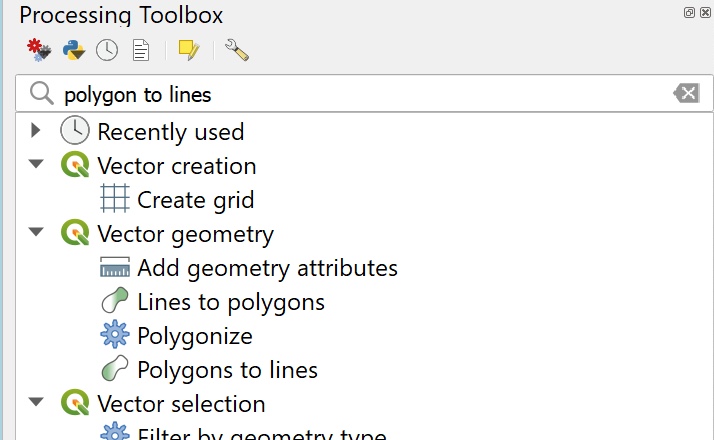 Processing Toolbox
polygon to lines
Recently used
Vector creation
Create grid
Vector geometry
Add geometry attributes
Lines to polygons
Polygonize
Polygons to lines
Vector selection
Filter by geometry type